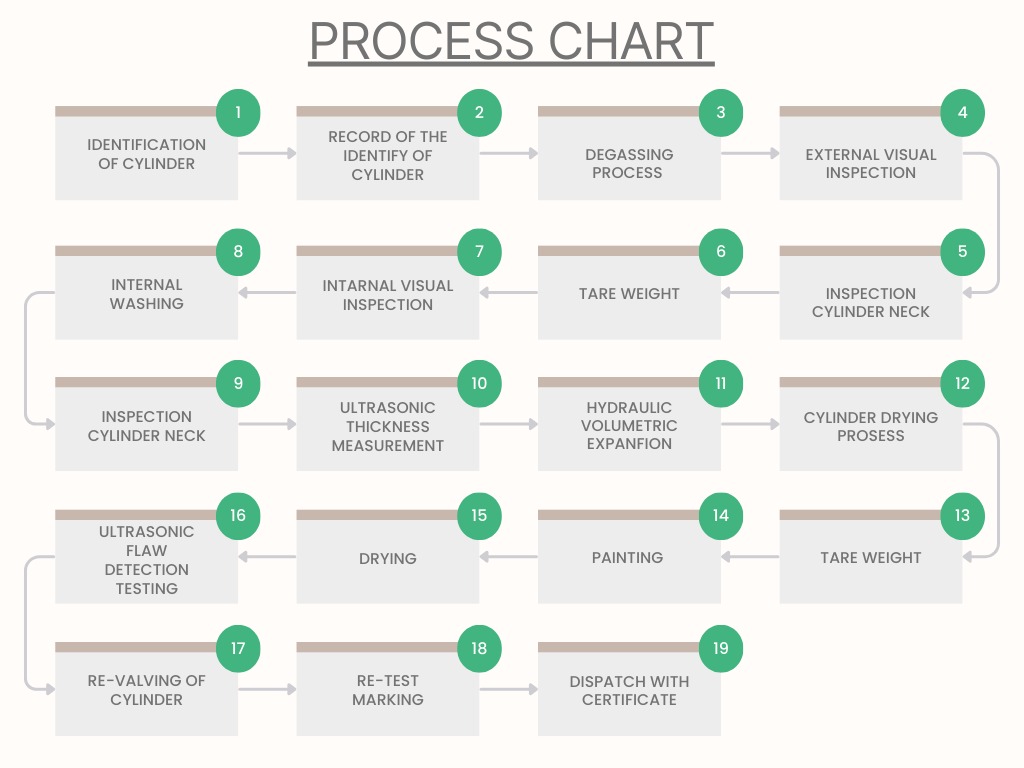 PROCESS CHART
1
IDENTIFICATION
OF CYLINDER
2
RECORD OF THE
IDENTIFY OF
CYLINDER
3
DEGASSING
PROCESS
4
EXTERNAL VISUAL
INSPECTION
5
INSPECTION
CYLINDER NECK
6
TARE WEIGHT
7
INTARNAL VISUAL
INSPECTION
8
INTERNAL
WASHING
9
INSPECTION
CYLINDER NECK
10
ULTRASONIC
THICKNESS
MEASUREMENT
11
HYDRAULIC
VOLUMETRIC
EXPANFION
12
CYLINDER DRYING
PROSESS
13
TARE WEIGHT
14
PAINTING
15
DRYING
16
ULTRASONIC
FLAW
DETECTION
TESTING
17
RE-VALVING OF
CYLINDER
18
RE-TEST
MARKING
19
DISPATCH WITH
CERTIFICATE